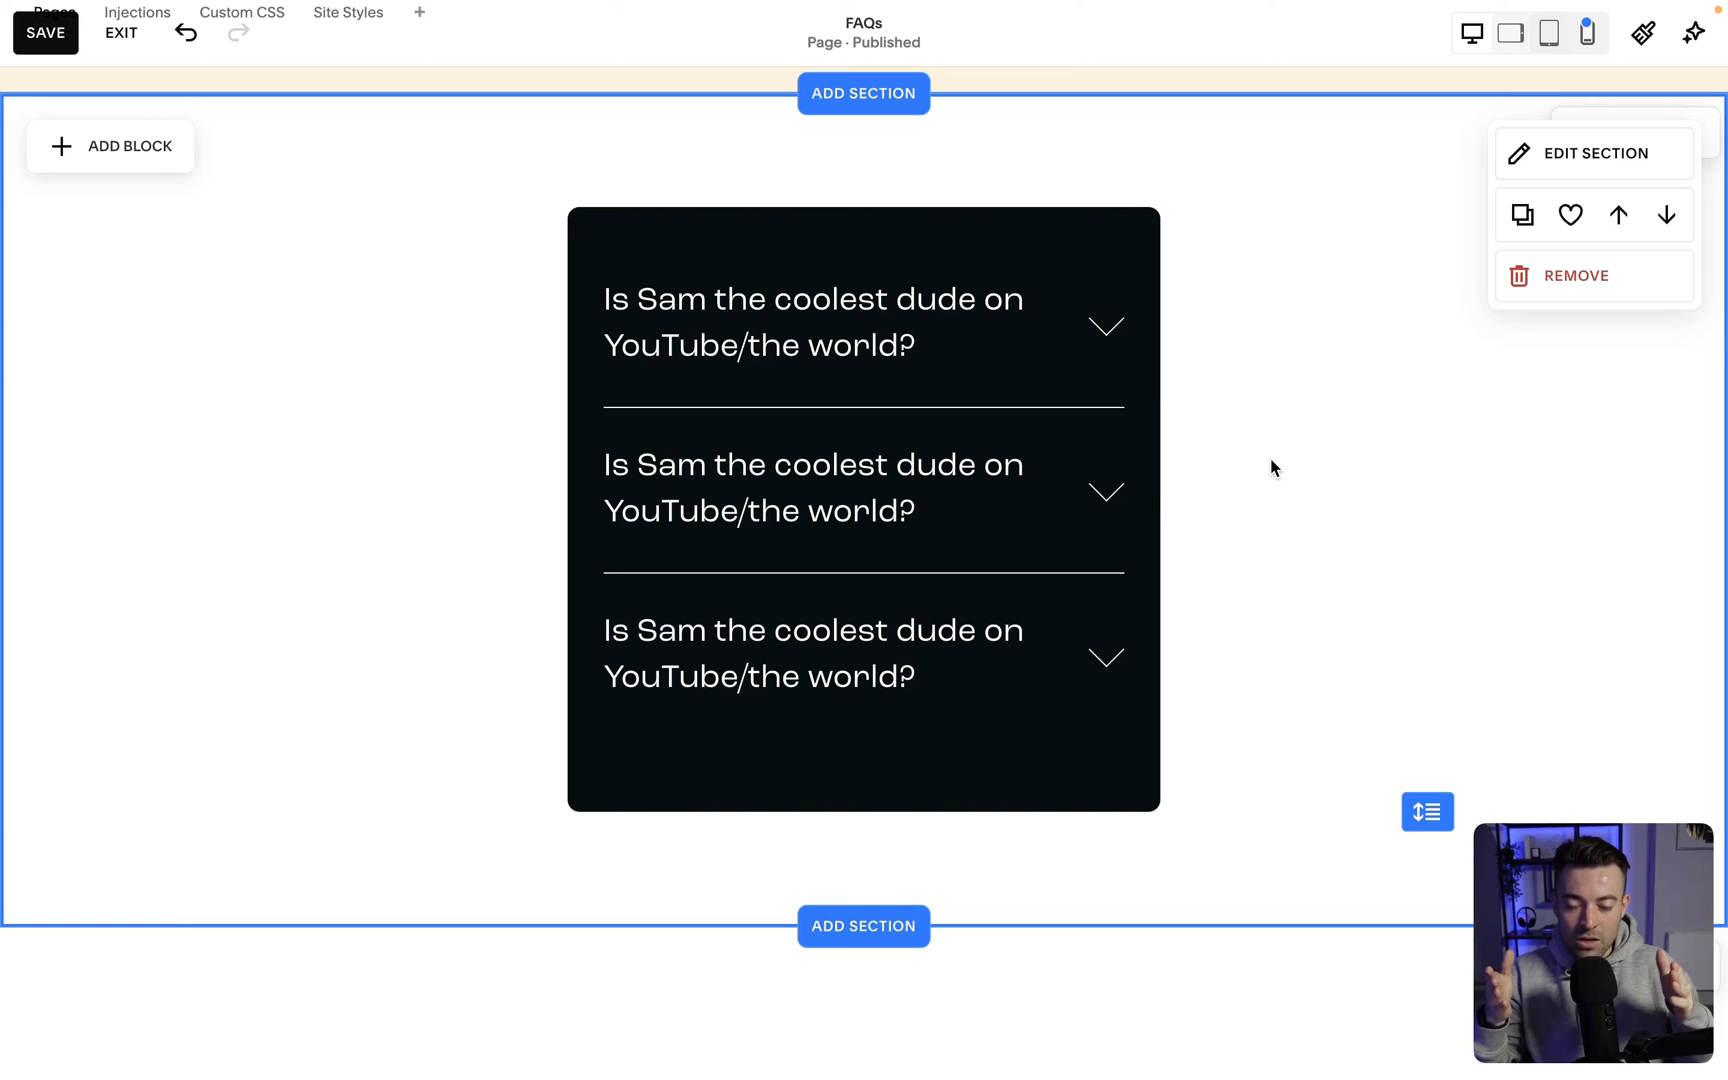 Pages Injections Custom CSS Site Styles +
SAVE EXIT
FAQs
Page · Published
ADD SECTION
ADD BLOCK
EDIT SECTION
REMOVE
Is Sam the coolest dude on
YouTube/the world?
Is Sam the coolest dude on
YouTube/the world?
Is Sam the coolest dude on
YouTube/the world?
ADD SECTION